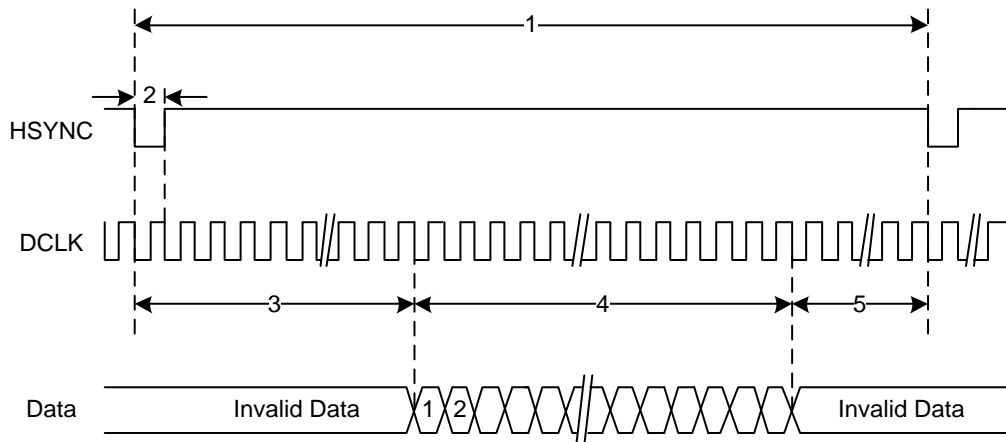 1
2
HSYNC
DCLK
3 4 5
Data Invalid Data 1 2 Invalid Data